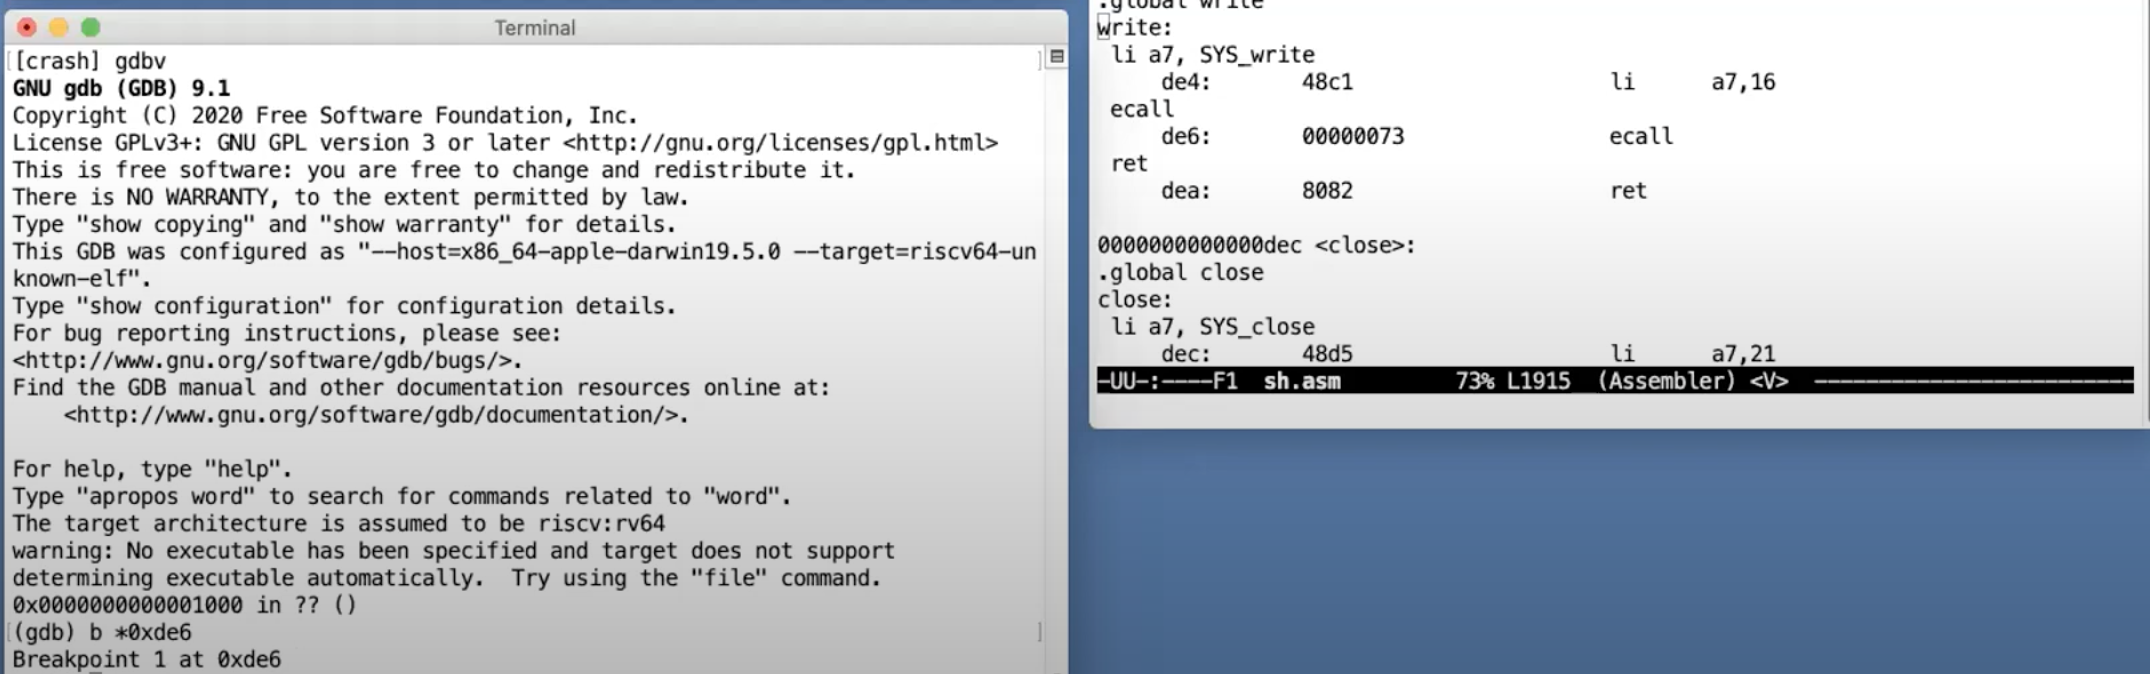 Terminal
[crash] gdbv
GNU gdb (GDB) 9.1
Copyright (C) 2020 Free Software Foundation, Inc.
License GPLv3+: GNU GPL version 3 or later <http://gnu.org/licenses/gpl.html>
This is free software: you are free to change and redistribute it.
There is NO WARRANTY, to the extent permitted by law.
Type "show copying" and "show warranty" for details.
This GDB was configured as "--host=x86_64-apple-darwin19.5.0 --target=riscv64-un
known-elf".
Type "show configuration" for configuration details.
For bug reporting instructions, please see:
<http://www.gnu.org/software/gdb/bugs/>.
Find the GDB manual and other documentation resources online at:
    <http://www.gnu.org/software/gdb/documentation/>.

For help, type "help".
Type "apropos word" to search for commands related to "word".
The target architecture is assumed to be riscv:rv64
warning: No executable has been specified and target does not support
determining executable automatically.  Try using the "file" command.
0x0000000000001000 in ?? ()
(gdb) b *0xde6
Breakpoint 1 at 0xde6
.global write
write:
 li a7, SYS_write
     de4:       48c1                    li      a7,16
 ecall
     de6:       00000073                ecall
 ret
     dea:       8082                    ret

0000000000000dec <close>:
.global close
close:
 li a7, SYS_close
     dec:       48d5                    li      a7,21
-UU-:----F1  sh.asm         73% L1915  (Assembler) <V>  -------------------------